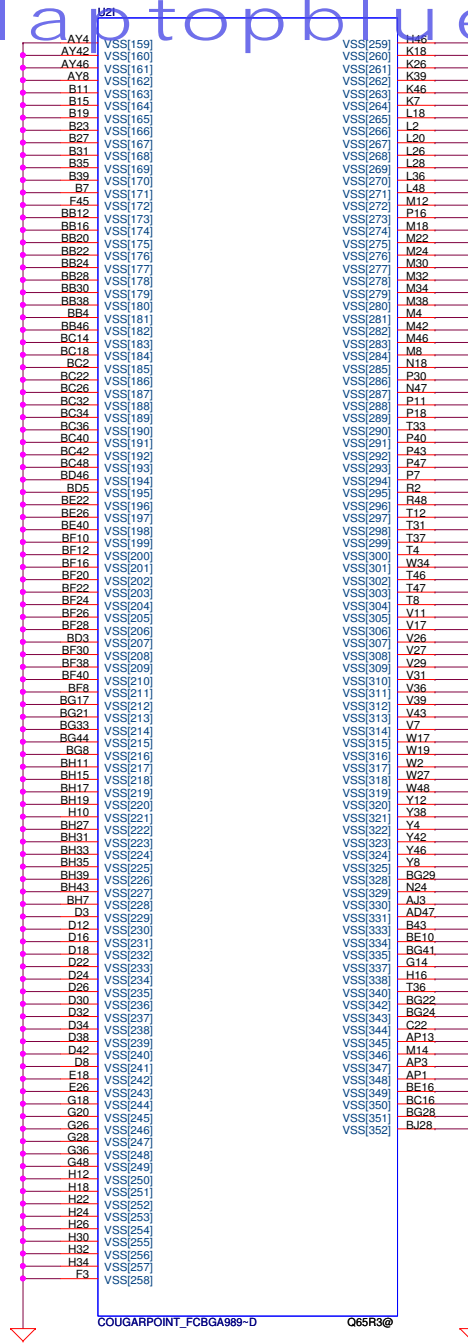 laptopblue
U2I
AY4 VSS[159] VSS[259] H46
AY42 VSS[160] VSS[260] K18
AY46 VSS[161] VSS[261] K26
AY8 VSS[162] VSS[262] K39
B11 VSS[163] VSS[263] K46
B15 VSS[164] VSS[264] K7
B19 VSS[165] VSS[265] L18
B23 VSS[166] VSS[266] L2
B27 VSS[167] VSS[267] L20
B31 VSS[168] VSS[268] L26
B35 VSS[169] VSS[269] L28
B39 VSS[170] VSS[270] L36
B7 VSS[171] VSS[271] L48
F45 VSS[172] VSS[272] M12
BB12 VSS[173] VSS[273] P16
BB16 VSS[174] VSS[274] M18
BB20 VSS[175] VSS[275] M22
BB22 VSS[176] VSS[276] M24
BB24 VSS[177] VSS[277] M30
BB28 VSS[178] VSS[278] M32
BB30 VSS[179] VSS[279] M34
BB38 VSS[180] VSS[280] M38
BB4 VSS[181] VSS[281] M4
BB46 VSS[182] VSS[282] M42
BC14 VSS[183] VSS[283] M46
BC18 VSS[184] VSS[284] M8
BC2 VSS[185] VSS[285] N18
BC22 VSS[186] VSS[286] P30
BC26 VSS[187] VSS[287] N47
BC32 VSS[188] VSS[288] P11
BC34 VSS[189] VSS[289] P18
BC36 VSS[190] VSS[290] T33
BC40 VSS[191] VSS[291] P40
BC42 VSS[192] VSS[292] P43
BC48 VSS[193] VSS[293] P47
BD46 VSS[194] VSS[294] P7
BD5 VSS[195] VSS[295] R2
BE22 VSS[196] VSS[296] R48
BE26 VSS[197] VSS[297] T12
BE40 VSS[198] VSS[298] T31
BF10 VSS[199] VSS[299] T37
BF12 VSS[200] VSS[300] T4
BF16 VSS[201] VSS[301] W34
BF20 VSS[202] VSS[302] T46
BF22 VSS[203] VSS[303] T47
BF24 VSS[204] VSS[304] T8
BF26 VSS[205] VSS[305] V11
BF28 VSS[206] VSS[306] V17
BD3 VSS[207] VSS[307] V26
BF30 VSS[208] VSS[308] V27
BF38 VSS[209] VSS[309] V29
BF40 VSS[210] VSS[310] V31
BF8 VSS[211] VSS[311] V36
BG17 VSS[212] VSS[312] V39
BG21 VSS[213] VSS[313] V43
BG33 VSS[214] VSS[314] V7
BG44 VSS[215] VSS[315] W17
BG8 VSS[216] VSS[316] W19
BH11 VSS[217] VSS[317] W2
BH15 VSS[218] VSS[318] W27
BH17 VSS[219] VSS[319] W48
BH19 VSS[220] VSS[320] Y12
H10 VSS[221] VSS[321] Y38
BH27 VSS[222] VSS[322] Y4
BH31 VSS[223] VSS[323] Y42
BH33 VSS[224] VSS[324] Y46
BH35 VSS[225] VSS[325] Y8
BH39 VSS[226] VSS[328] BG29
BH43 VSS[227] VSS[329] N24
BH7 VSS[228] VSS[330] AJ3
D3 VSS[229] VSS[331] AD47
D12 VSS[230] VSS[333] B43
D16 VSS[231] VSS[334] BE10
D18 VSS[232] VSS[335] BG41
D22 VSS[233] VSS[337] G14
D24 VSS[234] VSS[338] H16
D26 VSS[235] VSS[340] T36
D30 VSS[236] VSS[342] BG22
D32 VSS[237] VSS[343] BG24
D34 VSS[238] VSS[344] C22
D38 VSS[239] VSS[345] AP13
D42 VSS[240] VSS[346] M14
D8 VSS[241] VSS[347] AP3
E18 VSS[242] VSS[348] AP1
E26 VSS[243] VSS[349] BE16
G18 VSS[244] VSS[350] BC16
G20 VSS[245] VSS[351] BG28
G26 VSS[246] VSS[352] BJ28
G28 VSS[247]
G36 VSS[248]
G48 VSS[249]
H12 VSS[250]
H18 VSS[251]
H22 VSS[252]
H24 VSS[253]
H26 VSS[254]
H30 VSS[255]
H32 VSS[256]
H34 VSS[257]
F3 VSS[258]
COUGARPOINT_FCBGA989~D Q65R3@